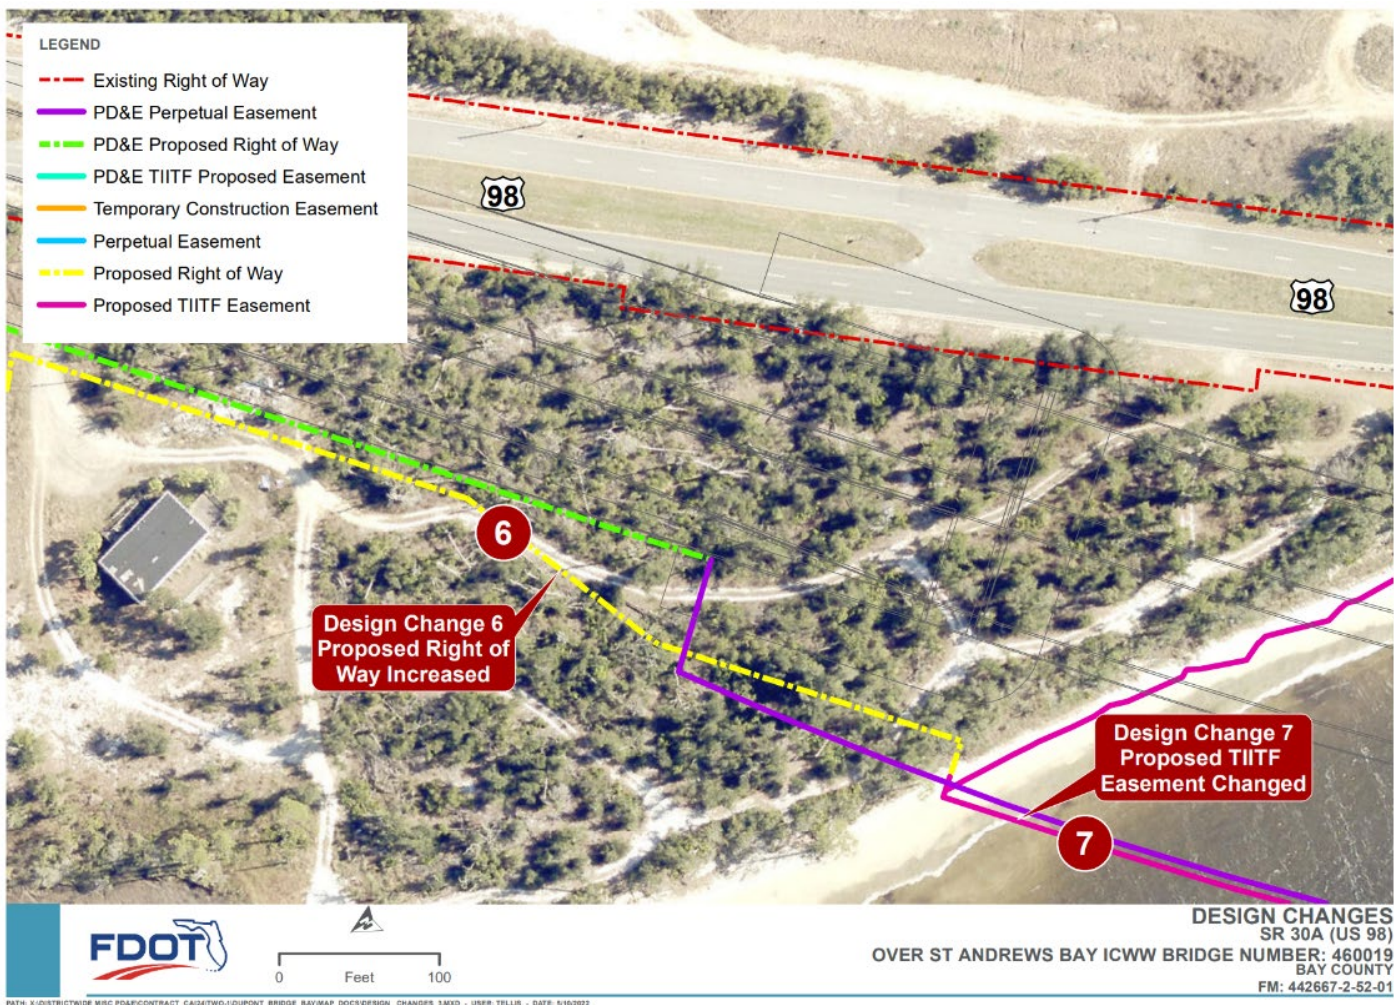 LEGEND
Existing Right of Way
PD&E Perpetual Easement
PD&E Proposed Right of Way
PD&E TIITF Proposed Easement
Temporary Construction Easement
Perpetual Easement
Proposed Right of Way
Proposed TIITF Easement
98
98
6
Design Change 6
Proposed Right of
Way Increased
Design Change 7
Proposed TIITF
Easement Changed
7
FDOT
0 Feet 100
DESIGN CHANGES
SR 30A (US 98)
OVER ST ANDREWS BAY ICWW BRIDGE NUMBER: 460019
BAY COUNTY
FM: 442667-2-52-01